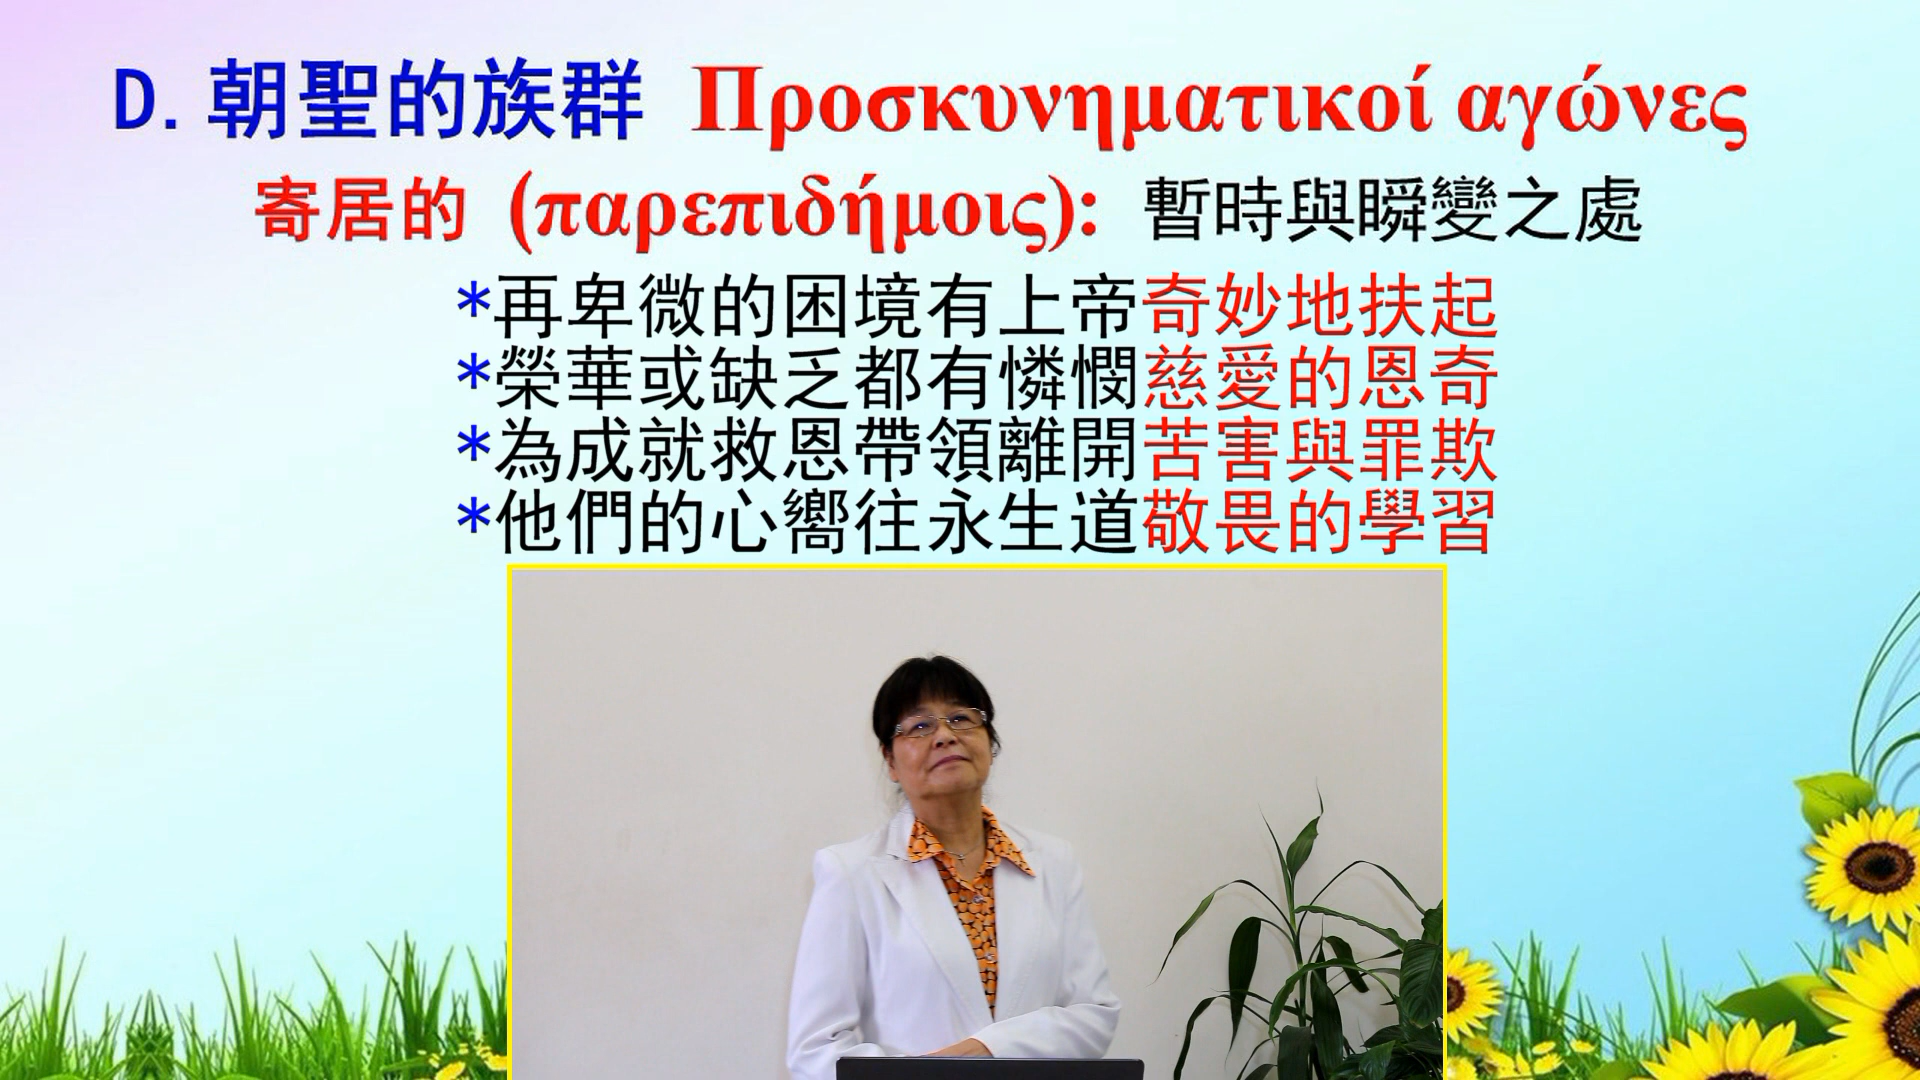 D.朝聖的族群 Προσκυνηματικοί αγώνες
寄居的 (παρεπιδήμοις): 暫時與瞬變之處
*再卑微的困境有上帝奇妙地扶起
*榮華或缺乏都有憐憫慈愛的恩奇
*為成就救恩帶領離開苦害與罪欺
*他們的心嚮往永生道敬畏的學習